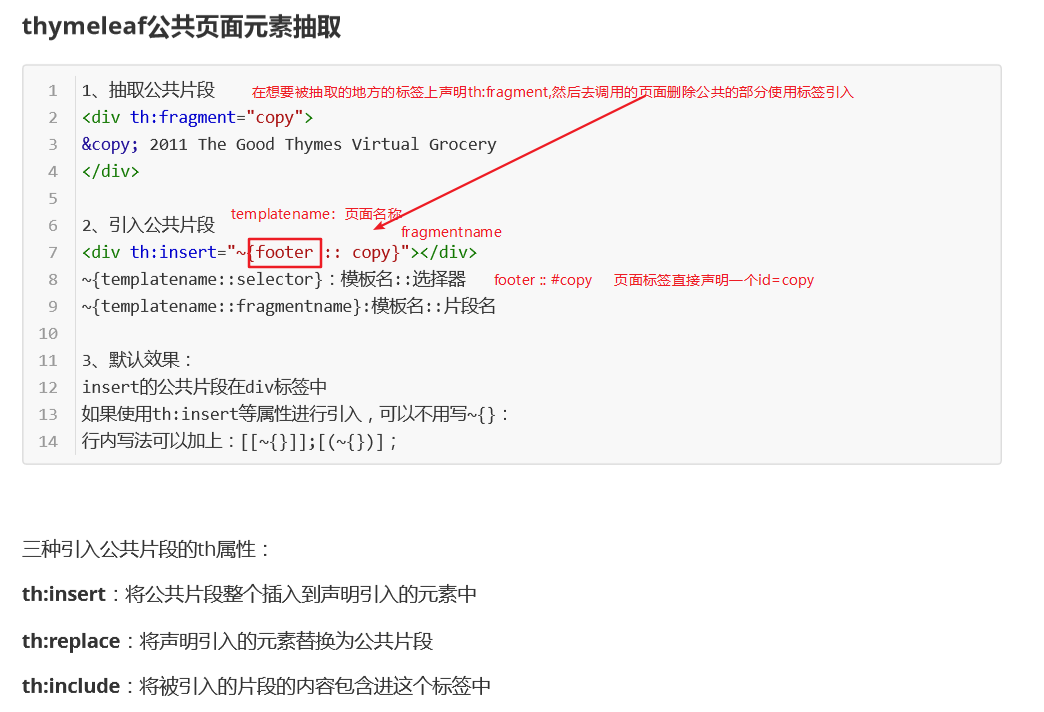 thymeleaf公共页面元素抽取
1 1、抽取公共片段 在想要被抽取的地方的标签上声明th:fragment,然后去调用的页面删除公共的部分使用标签引入
2 <div th:fragment="copy">
3 &copy; 2011 The Good Thymes Virtual Grocery
4 </div>
5
6 2、引入公共片段 templatename：页面名称
fragmentname
7 <div th:insert="~{footer :: copy}"></div>
8 ~{templatename::selector}：模板名::选择器 footer :: #copy 页面标签直接声明一个id=copy
9 ~{templatename::fragmentname}:模板名::片段名
10
11 3、默认效果：
12 insert的公共片段在div标签中
13 如果使用th:insert等属性进行引入，可以不用写~{}：
14 行内写法可以加上：[[~{}]];[(~{})]；
三种引入公共片段的th属性：
th:insert：将公共片段整个插入到声明引入的元素中
th:replace：将声明引入的元素替换为公共片段
th:include：将被引入的片段的内容包含进这个标签中